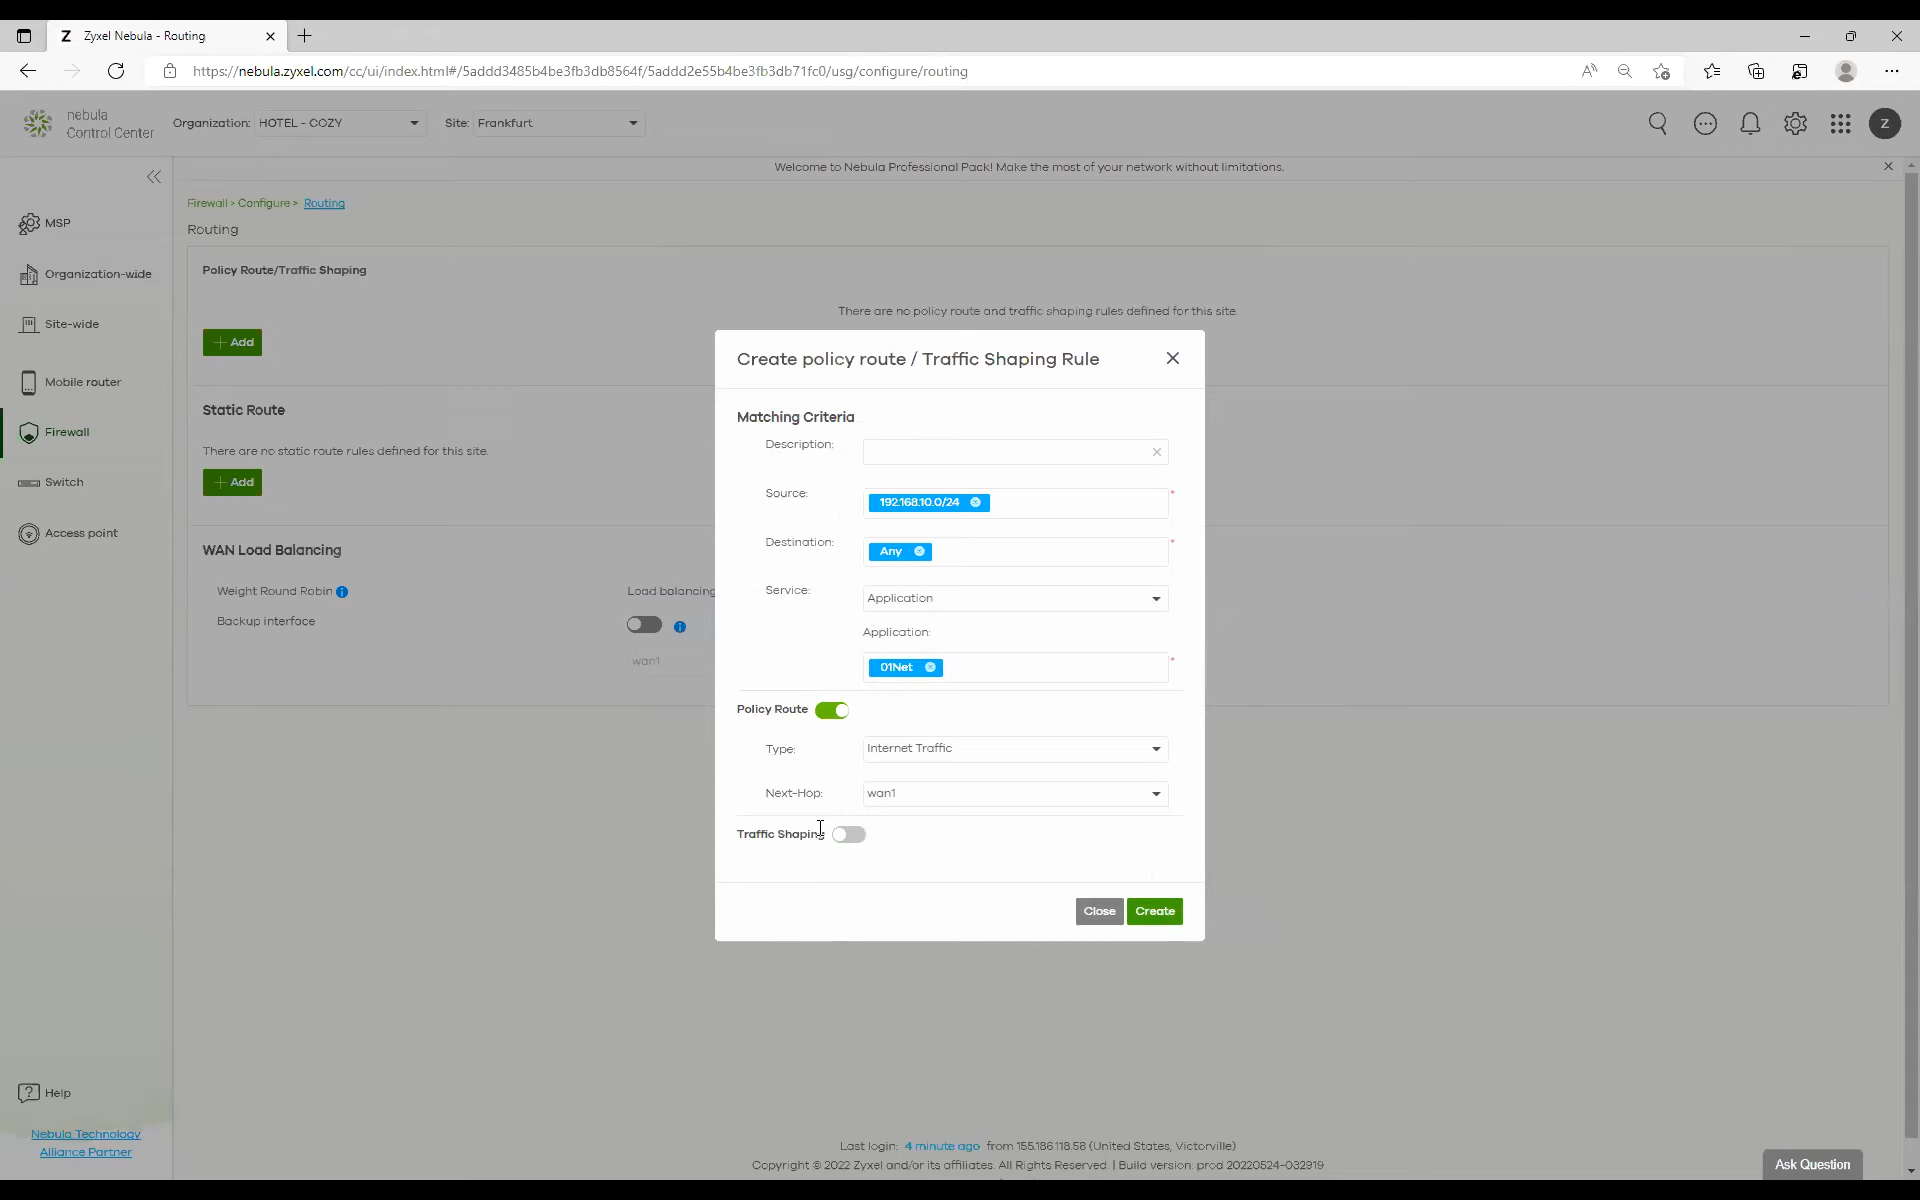 Zyxel Nebula - Routing
https://nebula.zyxel.com/cc/ui/index.html#/5addd3485b4be3fb3db8564f/5addd2e55b4be3fb3db71fc0/usg/configure/routing
nebula
Control Center
Organization: HOTEL - COZY
Site: Frankfurt
Z
Welcome to Nebula Professional Pack! Make the most of your network without limitations.
MSP
Organization-wide
Site-wide
Mobile router
Firewall
Switch
Access point
Help
Nebula Technology
Alliance Partner
Firewall > Configure > Routing
Routing
Policy Route/Traffic Shaping
There are no policy route and traffic shaping rules defined for this site.
+ Add
Static Route
There are no static route rules defined for this site.
+ Add
WAN Load Balancing
Weight Round Robin
Load balancing
Backup interface
wan1
Create policy route / Traffic Shaping Rule
Matching Criteria
Description:
Source: 192.168.10.0/24 *
Destination: Any *
Service: Application
Application:
01Net *
Policy Route
Type: Internet Traffic
Next-Hop: wan1
Traffic Shaping
Close Create
Last login: 4 minute ago from 155.186.118.58 (United States, Victorville)
Copyright © 2022 Zyxel and/or its affiliates. All Rights Reserved. | Build version: prod 20220524-032919
Ask Question